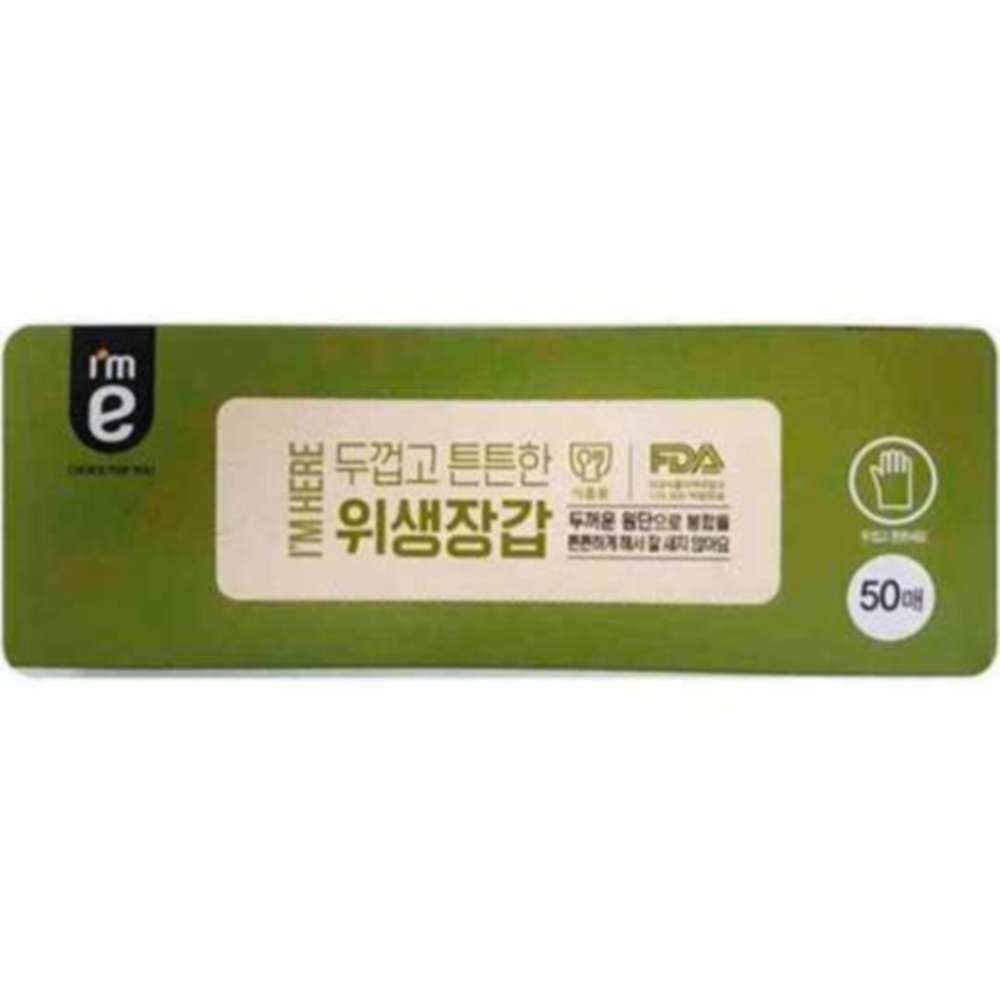 I'm
e
I'M HERE
두껍고 튼튼한
위생장갑
식품용
FDA
두꺼운 원단으로 봉합을
튼튼하게 해서 잘 새지 않아요
50매